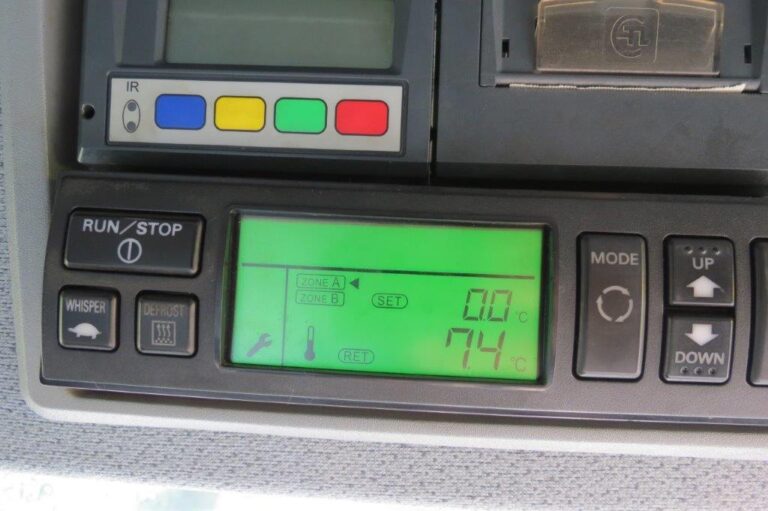 IR
RUN/STOP
WHISPER
DEFROST
ZONE A
ZONE B
SET
0.0 °C
RET
7.4 °C
MODE
UP
DOWN